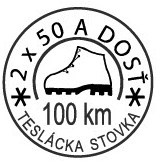 *2 x 50 A DOSŤ*
100 km
TESLÁCKA STOVKA